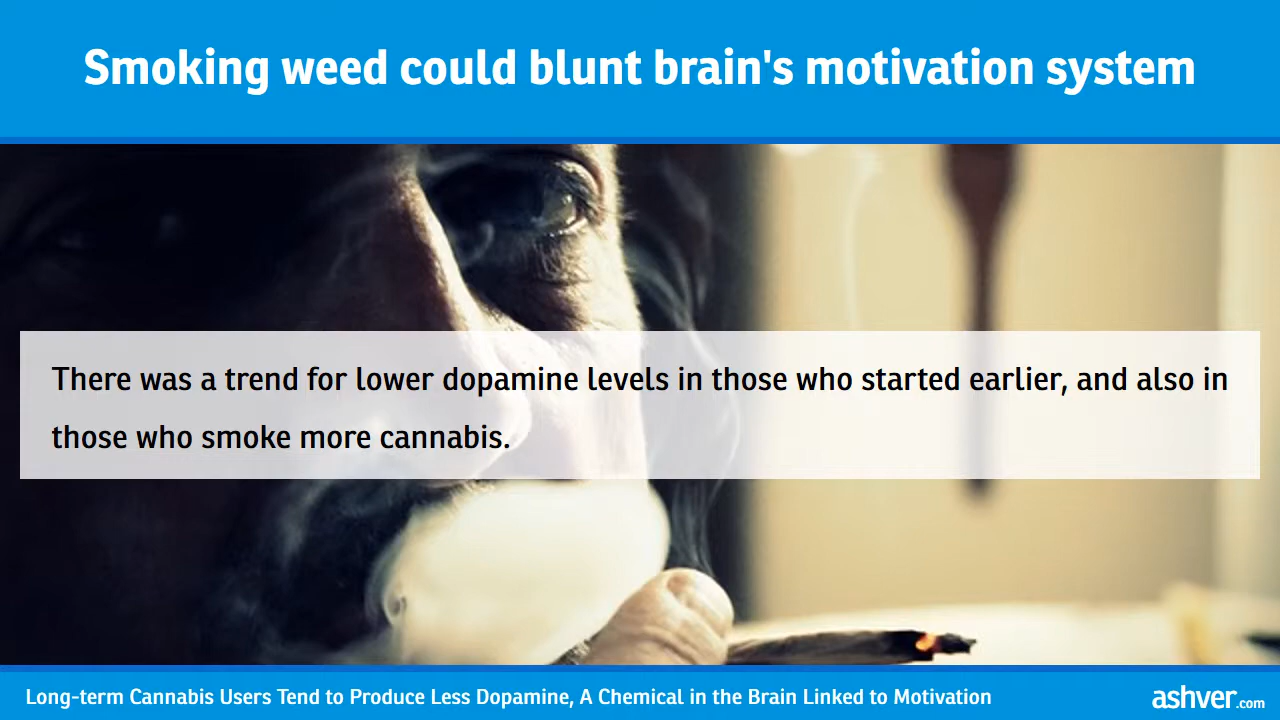 Smoking weed could blunt brain's motivation system
There was a trend for lower dopamine levels in those who started earlier, and also in
those who smoke more cannabis.
Long-term Cannabis Users Tend to Produce Less Dopamine, A Chemical in the Brain Linked to Motivation
ashver.com